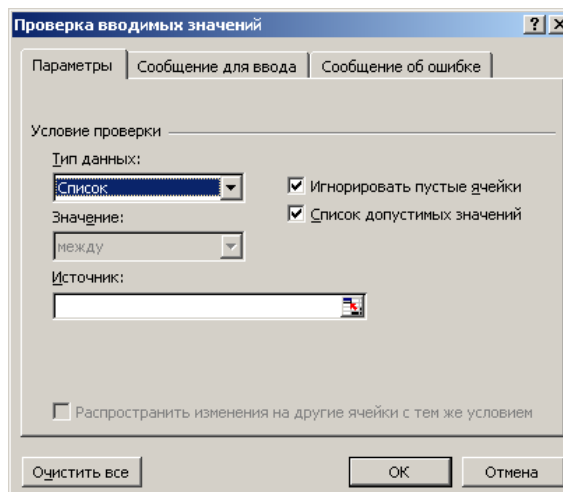 Проверка вводимых значений
Параметры Сообщение для ввода Сообщение об ошибке
Условие проверки
Тип данных:
Список Игнорировать пустые ячейки
Значение: Список допустимых значений
между
Источник:
Распространить изменения на другие ячейки с тем же условием
Очистить все ОК Отмена